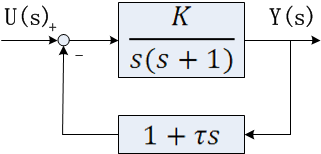 U(s) + K Y(s)
− s(s + 1)
1 + τs